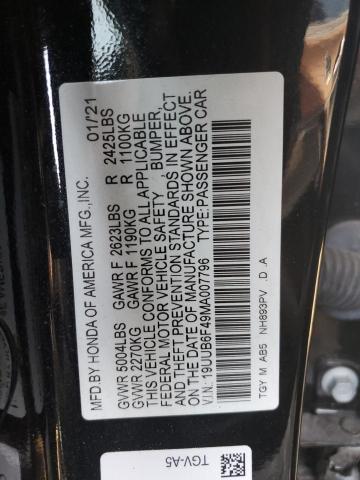 MFD.BY HONDA OF AMERICA MFG.,INC. 01/'21
GVWR 5004LBS GAWR F 2623LBS R 2425LBS
GVWR 2270KG GAWR F 1190KG R 1100KG
THIS VEHICLE CONFORMS TO ALL APPLICABLE
FEDERAL MOTOR VEHICLE SAFETY, BUMPER,
AND THEFT PREVENTION STANDARDS IN EFFECT
ON THE DATE OF MANUFACTURE SHOWN ABOVE.
V.I.N: 19UUB6F49MA007796 TYPE:PASSENGER CAR
TGY M AB5 NH893PV . D .A
TGV-A5